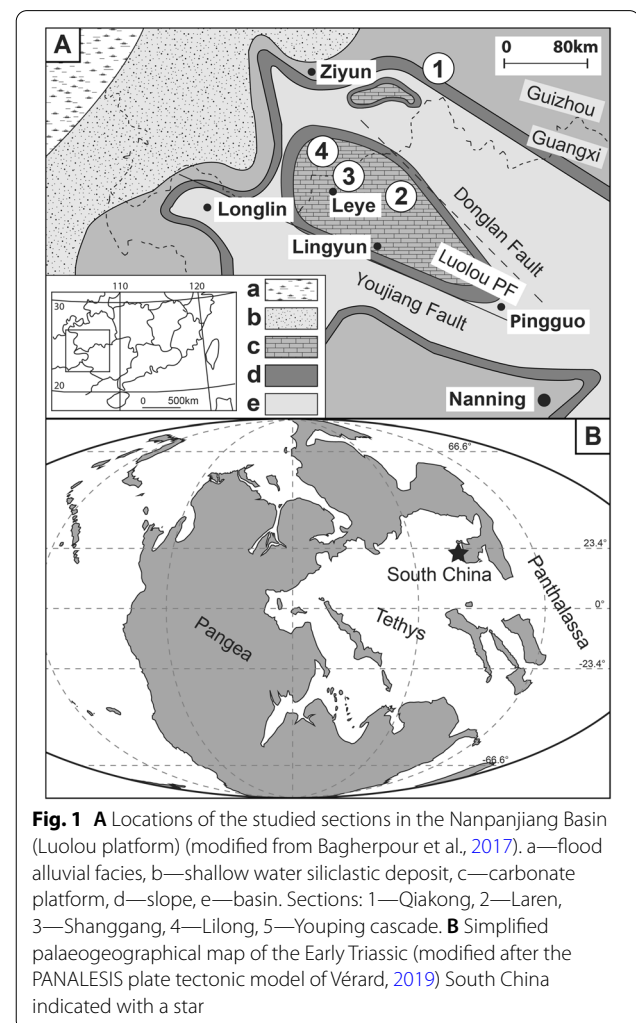 A
0 80km
Ziyun
1
Guizhou
Guangxi
4
3
2
Longlin
Leye
Donglan Fault
Lingyun
Luolou PF
Youjiang Fault
Pingguo
Nanning
110 120
30
20
0 500km
a
b
c
d
e
B
66.6°
23.4°
South China
Panthalassa
0°
Tethys
Pangea
-23.4°
-66.6°
Fig. 1 A Locations of the studied sections in the Nanpanjiang Basin
(Luolou platform) (modified from Bagherpour et al., 2017). a—flood
alluvial facies, b—shallow water siliclastic deposit, c—carbonate
platform, d—slope, e—basin. Sections: 1—Qiakong, 2—Laren,
3—Shanggang, 4—Lilong, 5—Youping cascade. B Simplified
palaeogeographical map of the Early Triassic (modified after the
PANALESIS plate tectonic model of Vérard, 2019) South China
indicated with a star